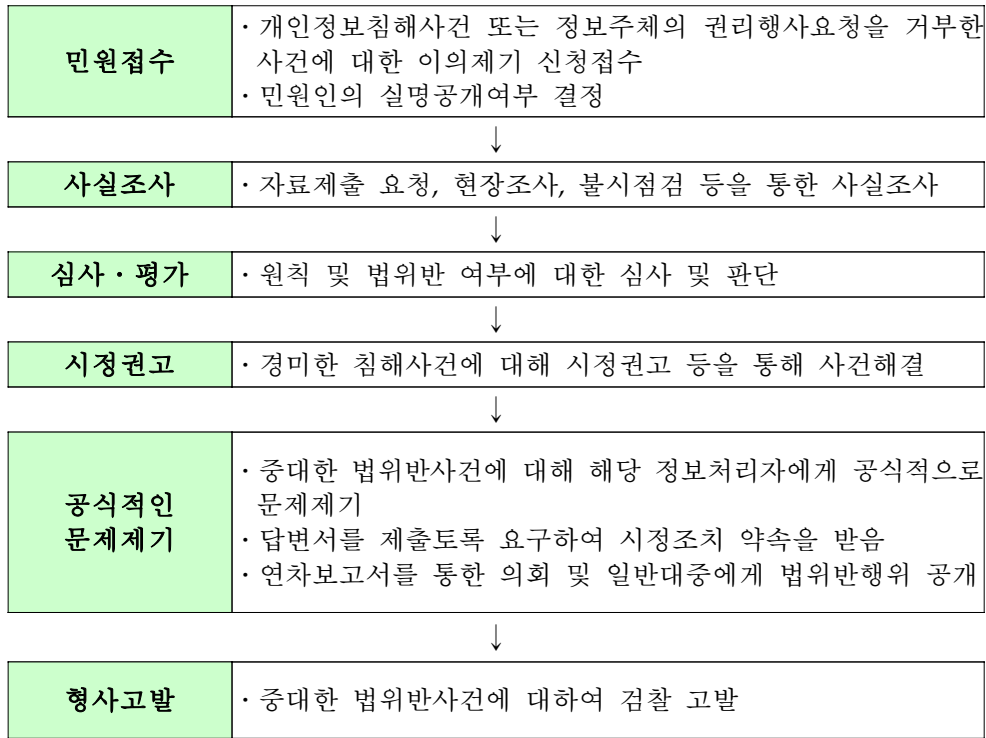 민원접수
· 개인정보침해사건 또는 정보주체의 권리행사요청을 거부한
사건에 대한 이의제기 신청접수
· 민원인의 실명공개여부 결정
↓
사실조사
· 자료제출 요청, 현장조사, 불시점검 등을 통한 사실조사
↓
심사 · 평가
· 원칙 및 법위반 여부에 대한 심사 및 판단
↓
시정권고
· 경미한 침해사건에 대해 시정권고 등을 통해 사건해결
↓
공식적인
문제제기
· 중대한 법위반사건에 대해 해당 정보처리자에게 공식적으로
문제제기
· 답변서를 제출토록 요구하여 시정조치 약속을 받음
· 연차보고서를 통한 의회 및 일반대중에게 법위반행위 공개
↓
형사고발
· 중대한 법위반사건에 대하여 검찰 고발